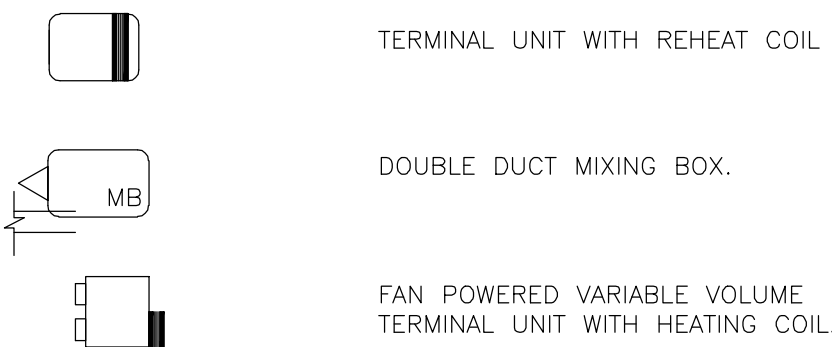 TERMINAL UNIT WITH REHEAT COIL
MB
DOUBLE DUCT MIXING BOX.
FAN POWERED VARIABLE VOLUME
TERMINAL UNIT WITH HEATING COIL.